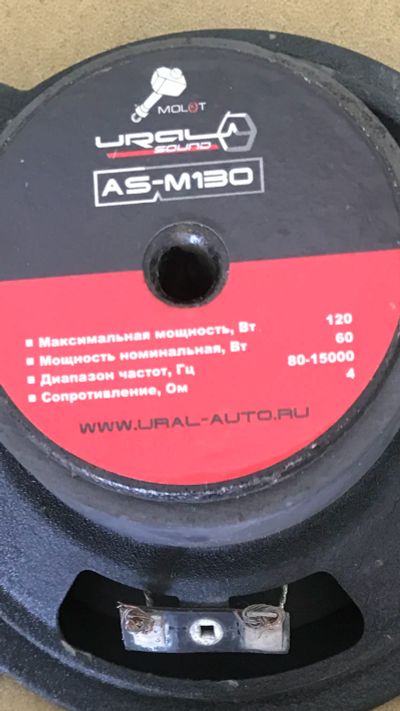 MOLOT
URAL
SOUND
AS-M130
Максимальная мощность, Вт 120
Мощность номинальная, Вт 60
Диапазон частот, Гц 80-15000
Сопротивление, Ом 4
WWW.URAL-AUTO.RU